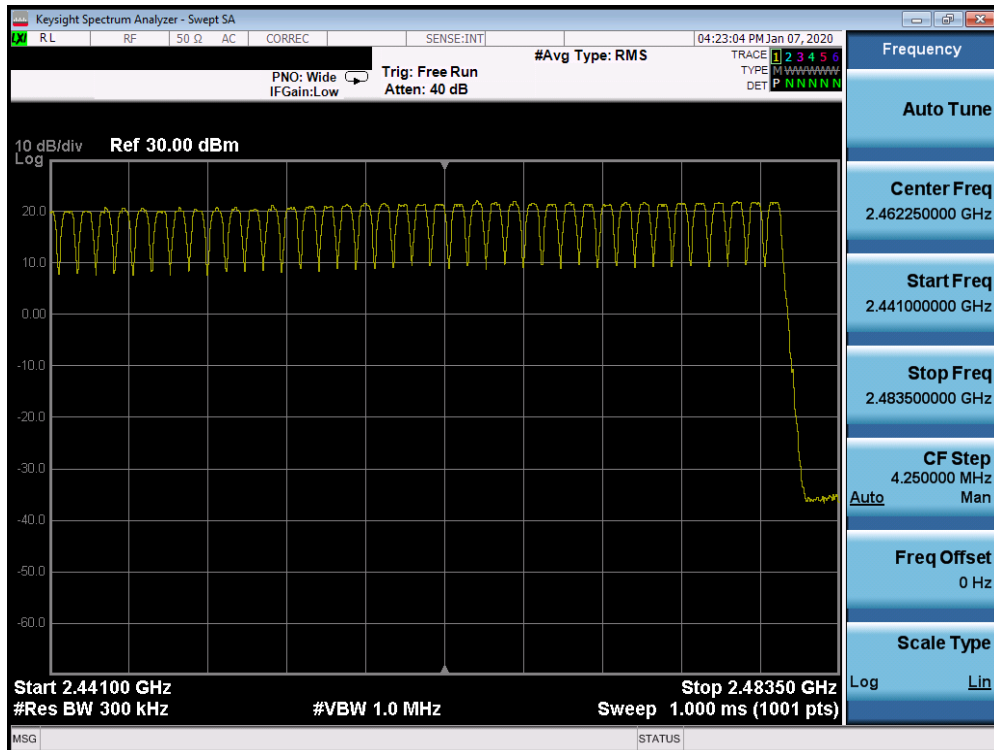 Keysight Spectrum Analyzer - Swept SA
LXI RL RF 50 Ω AC CORREC SENSE:INT 04:23:04 PM Jan 07, 2020
#Avg Type: RMS
TRACE 1 2 3 4 5 6
TYPE M WWWWW
DET P N N N N N
PNO: Wide
IFGain:Low
Trig: Free Run
Atten: 40 dB
10 dB/div
Log
Ref 30.00 dBm
20.0
10.0
0.00
-10.0
-20.0
-30.0
-40.0
-50.0
-60.0
Start 2.44100 GHz
Stop 2.48350 GHz
#Res BW 300 kHz
#VBW 1.0 MHz
Sweep 1.000 ms (1001 pts)
MSG
STATUS
Frequency
Auto Tune
Center Freq
2.462250000 GHz
Start Freq
2.441000000 GHz
Stop Freq
2.483500000 GHz
CF Step
4.250000 MHz
Auto Man
Freq Offset
0 Hz
Scale Type
Log Lin